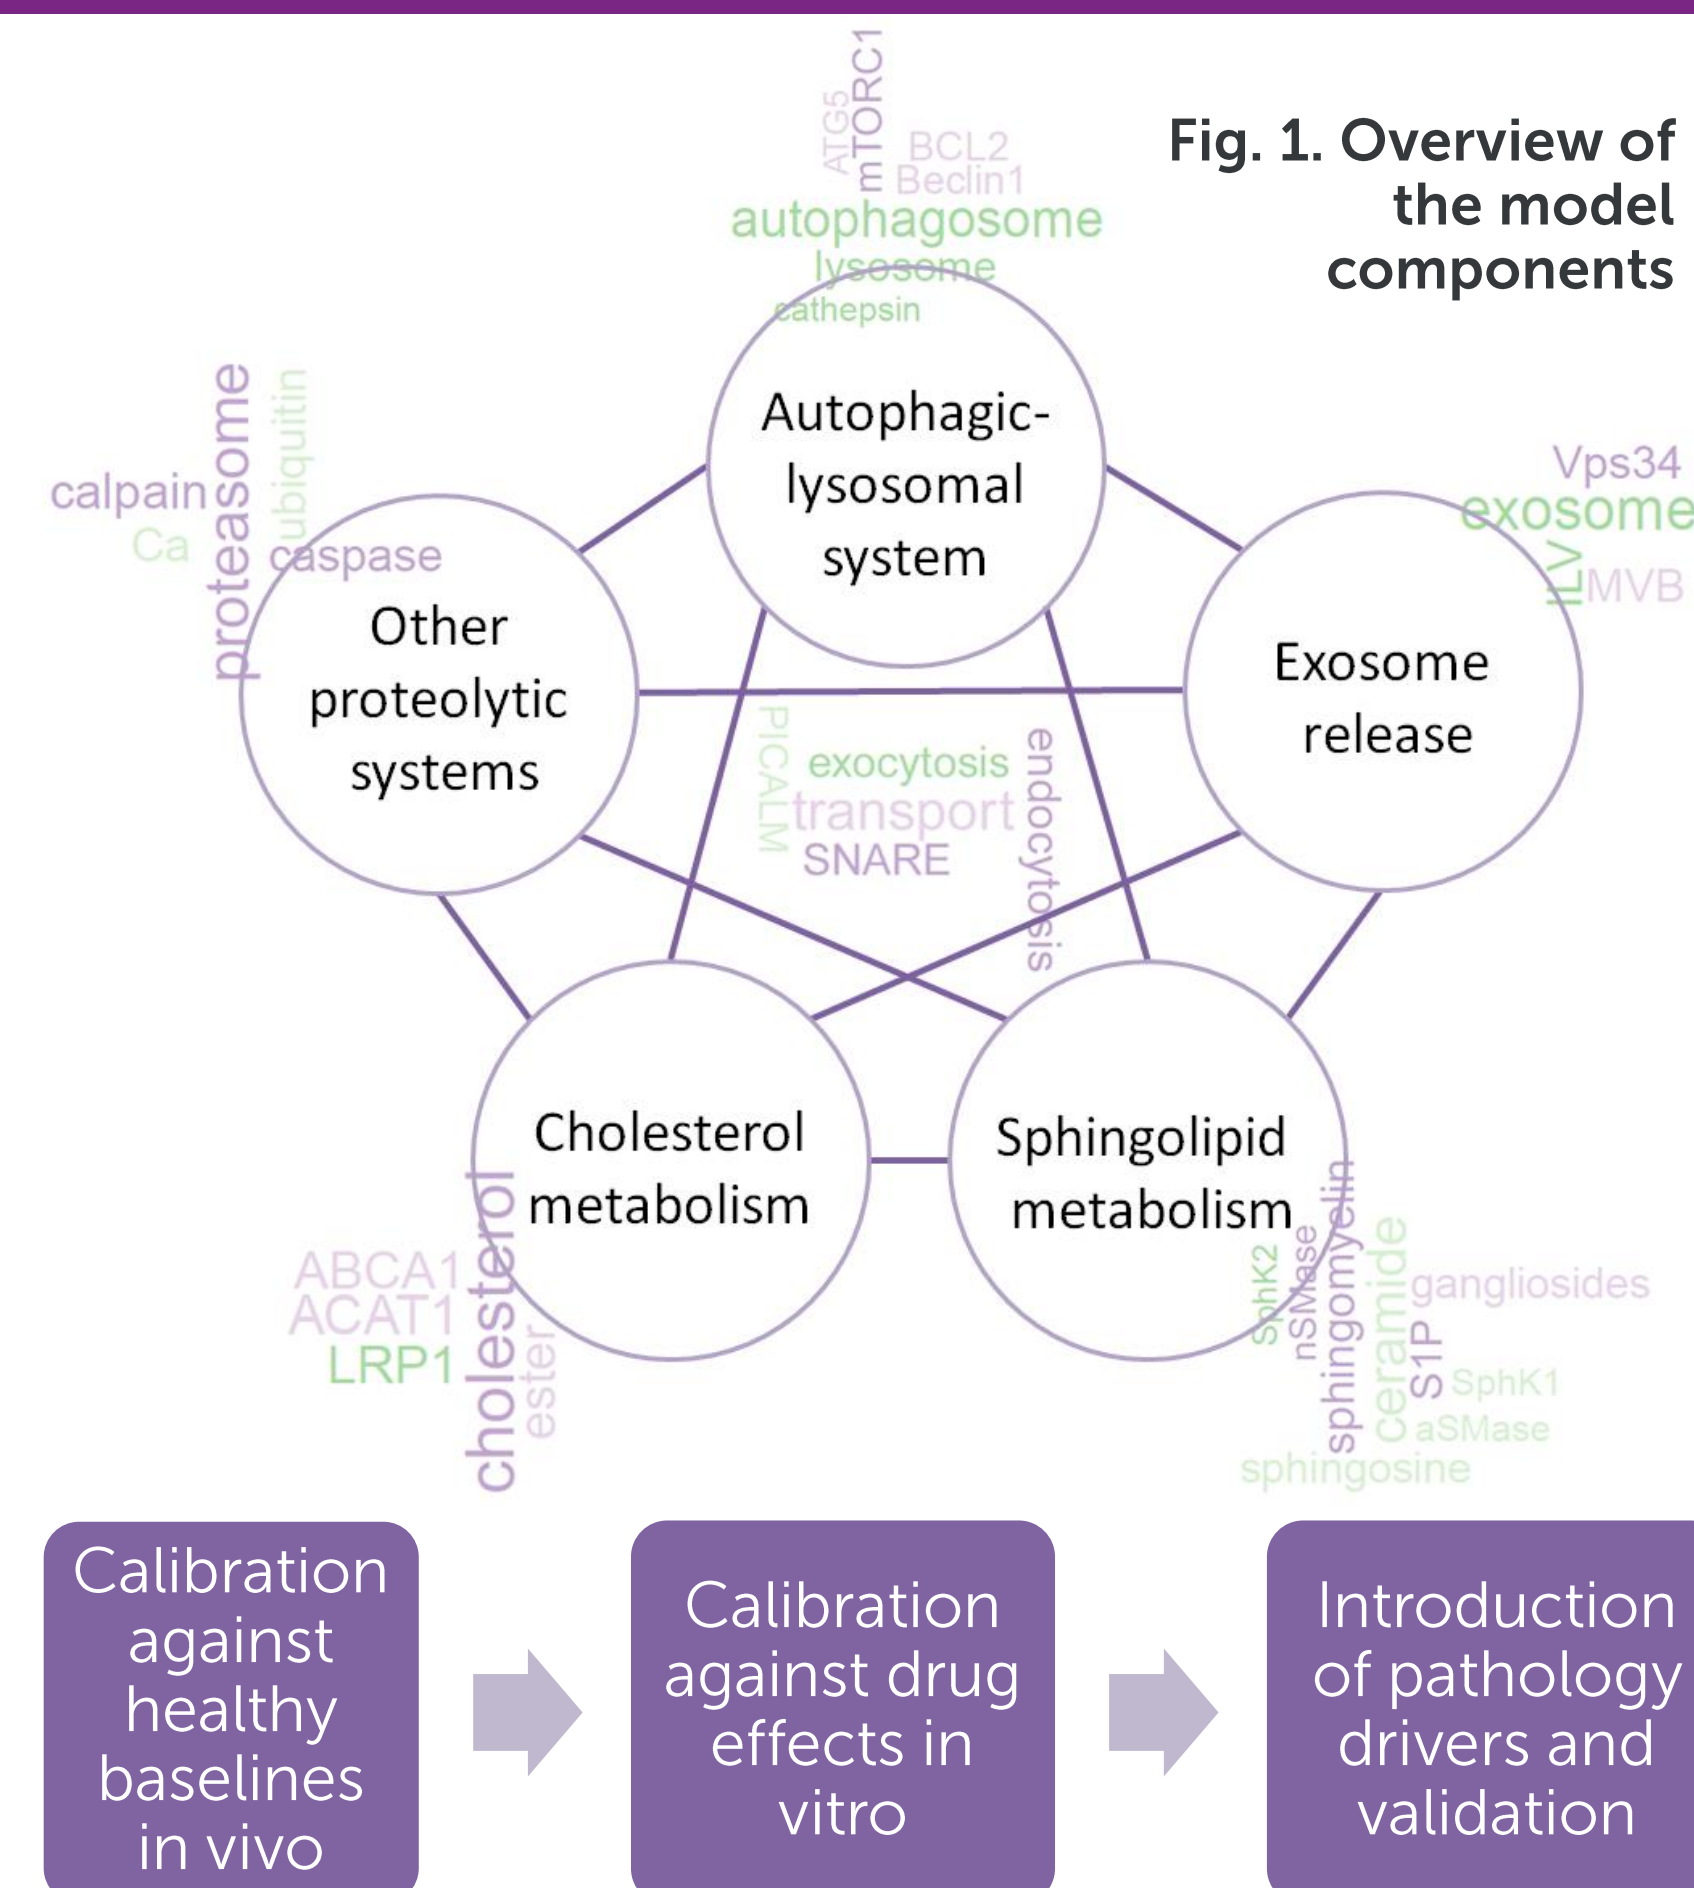 Fig. 1. Overview of
the model
components
ATG5
mTORC1
BCL2
Beclin1
autophagosome
lysosome
cathepsin
Autophagic-
lysosomal
system
proteasome
ubiquitin
calpain
Ca
caspase
Other
proteolytic
systems
Vps34
exosome
ILV
MVB
Exosome
release
PICALM
exocytosis
transport
SNARE
endocytosis
Cholesterol
metabolism
ABCA1
ACAT1
LRP1
cholesterol
ester
Sphingolipid
metabolism
SphK2
nSMase
sphingomyelin
ceramide
gangliosides
S1P
SphK1
aSMase
sphingosine
Calibration
against
healthy
baselines
in vivo
Calibration
against drug
effects in
vitro
Introduction
of pathology
drivers and
validation